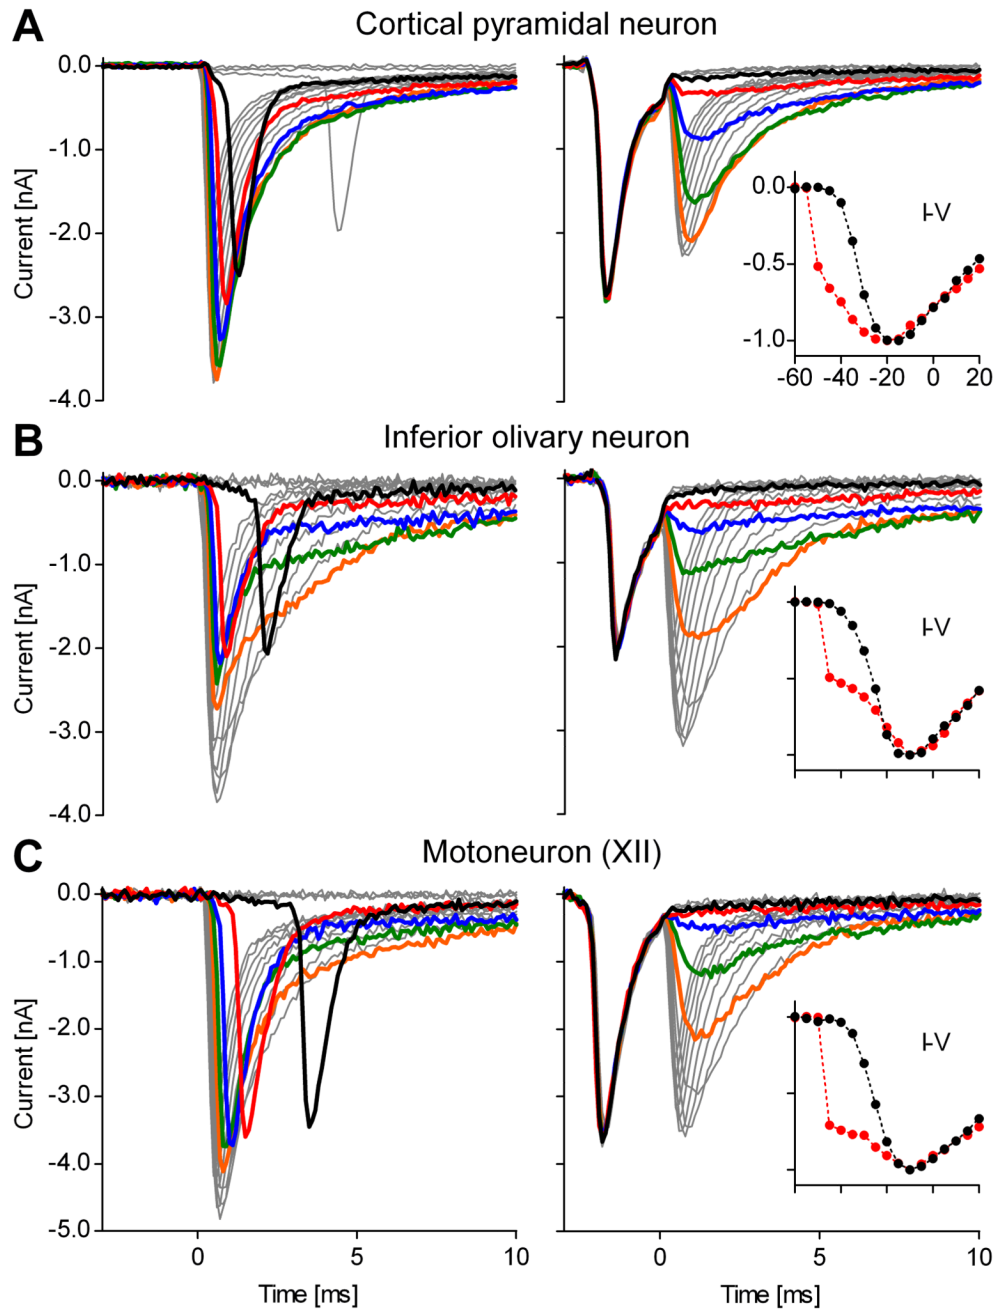 A
Cortical pyramidal neuron
0.0
-1.0
-2.0
-3.0
-4.0
Current [nA]
0.0
-0.5
-1.0
I-V
-60 -40 -20 0 20
B
Inferior olivary neuron
0.0
-1.0
-2.0
-3.0
-4.0
Current [nA]
I-V
C
Motoneuron (XII)
0.0
-1.0
-2.0
-3.0
-4.0
-5.0
Current [nA]
I-V
0 5 10
0 5 10
Time [ms]
Time [ms]